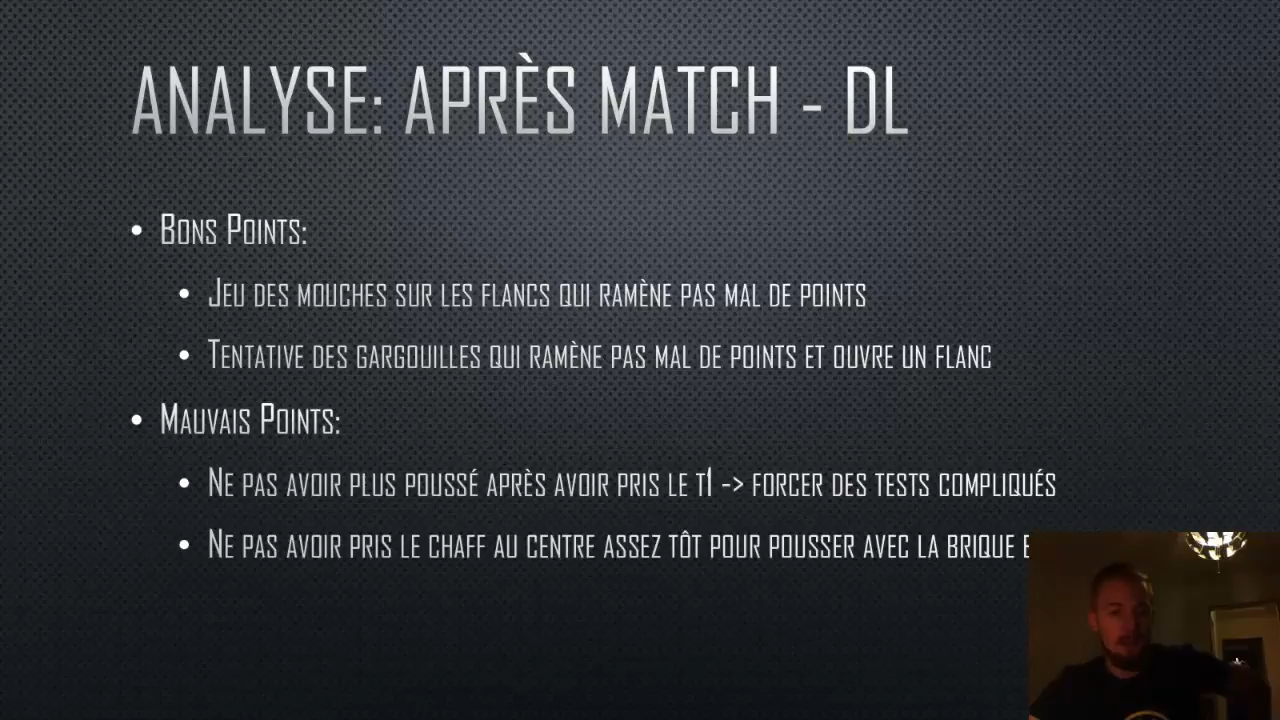 ANALYSE: APRÈS MATCH - DL
• BONS POINTS:
• JEU DES MOUCHES SUR LES FLANCS QUI RAMÈNE PAS MAL DE POINTS
• TENTATIVE DES GARGOUILLES QUI RAMÈNE PAS MAL DE POINTS ET OUVRE UN FLANC
• MAUVAIS POINTS:
• NE PAS AVOIR PLUS POUSSÉ APRÈS AVOIR PRIS LE T1 -> FORCER DES TESTS COMPLIQUÉS
• NE PAS AVOIR PRIS LE CHAFF AU CENTRE ASSEZ TÔT POUR POUSSER AVEC LA BRIQUE